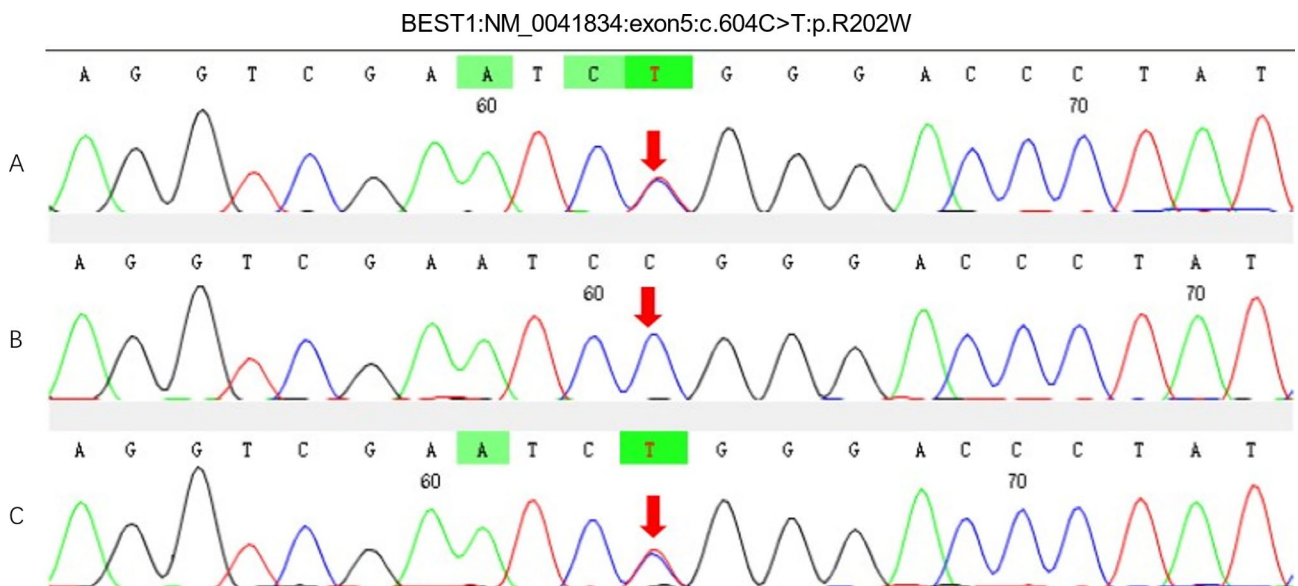 BEST1:NM_0041834:exon5:c.604C>T:p.R202W
A G G T C G A A T C T G G G A C C C T A T
60 70
A
A G G T C G A A T C C G G G A C C C T A T
60 70
B
A G G T C G A A T C T G G G A C C C T A T
60 70
C